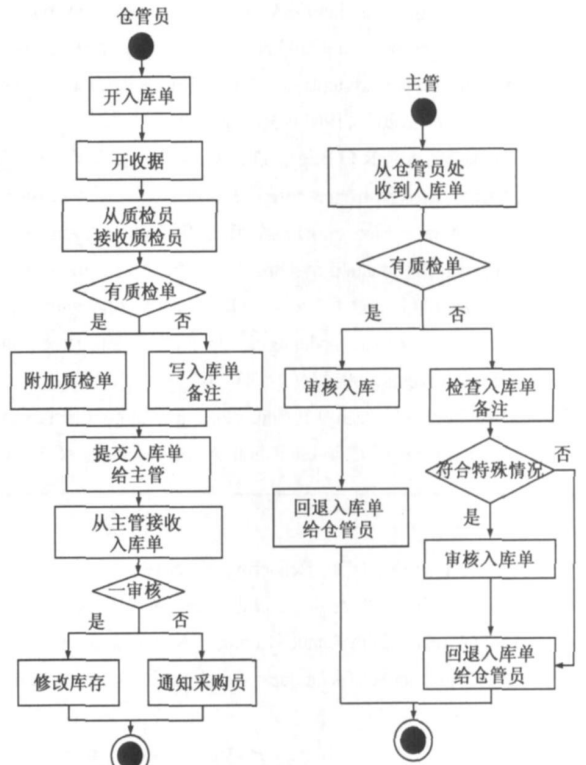 仓管员
开入库单
开收据
从质检员
接收质检员
有质检单
是
否
附加质检单
写入库单
备注
提交入库单
给主管
从主管接收
入库单
一审核
是
否
修改库存
通知采购员
主管
从仓管员处
收到入库单
有质检单
是
否
审核入库
检查入库单
备注
符合特殊情况
否
是
回退入库单
给仓管员
审核入库单
回退入库单
给仓管员